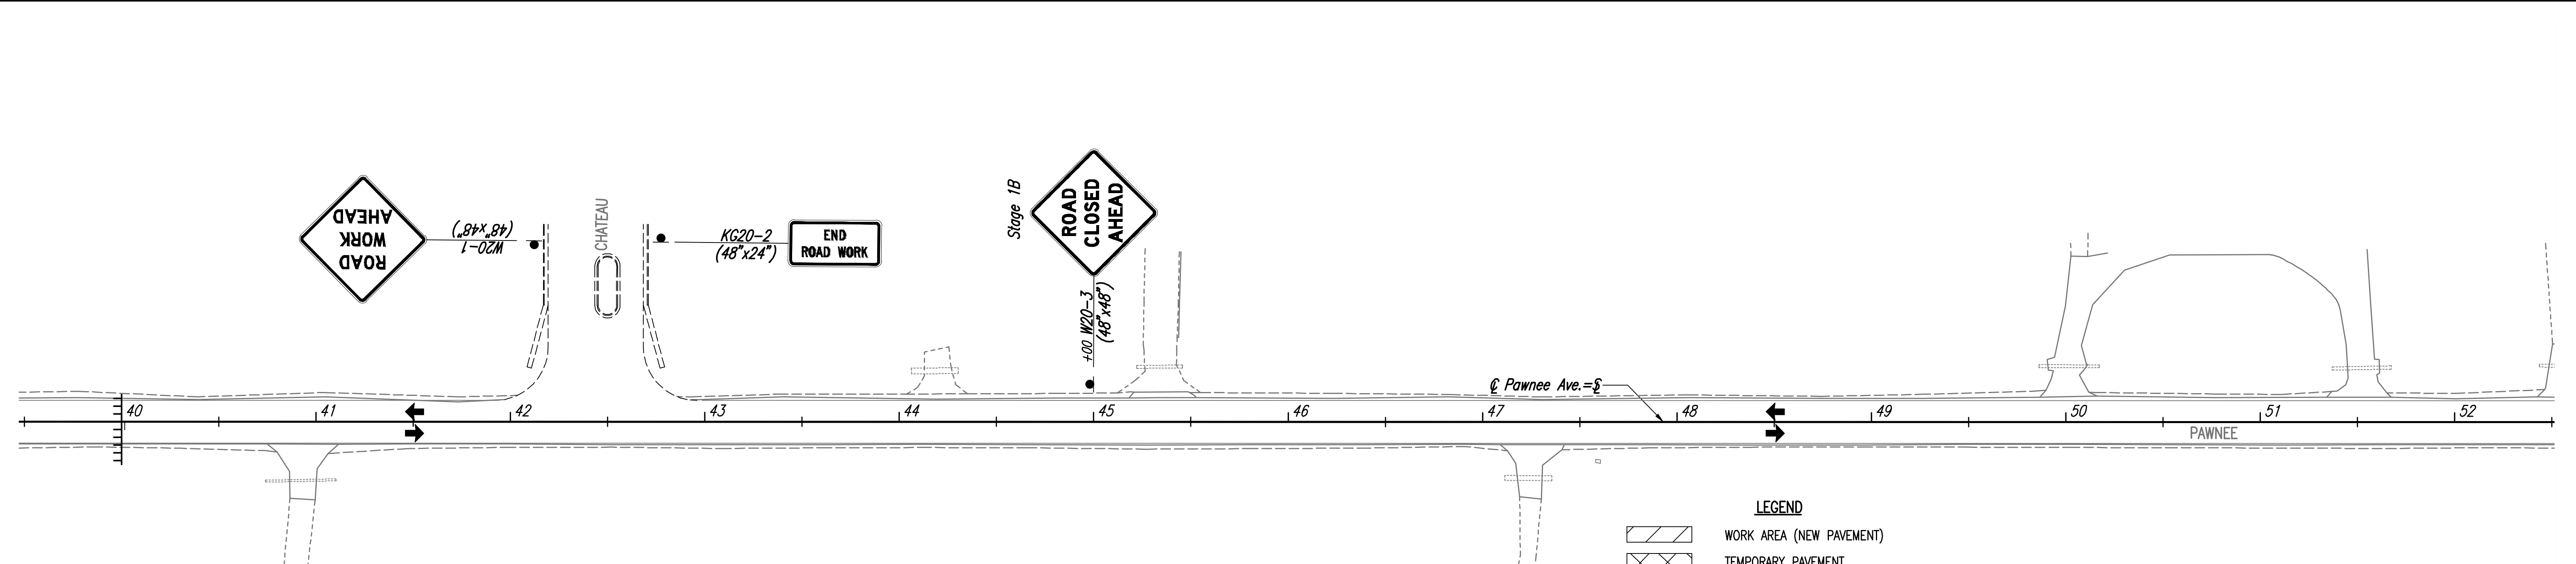 ROAD
WORK
AHEAD
W20-1
(48"x48")
CHATEAU
KG20-2
(48"x24")
END
ROAD WORK
Stage 1B
ROAD
CLOSED
AHEAD
+00 W20-3
(48"x48")
℄ Pawnee Ave.=
40 41 42 43 44 45 46 47 48 49 50 51 52
PAWNEE
LEGEND
WORK AREA (NEW PAVEMENT)
TEMPORARY PAVEMENT